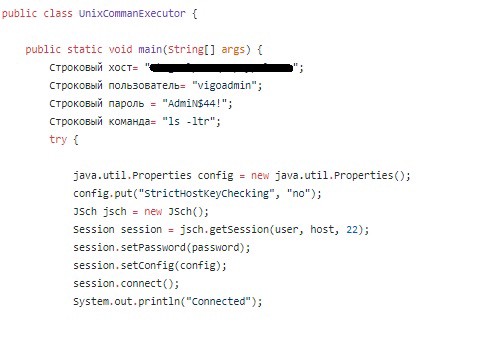 public class UnixCommanExecutor {
public static void main(String[] args) {
Строковый хост= "";
Строковый пользователь= "vigoadmin";
Строковый пароль = "AdmiN$44!";
Строковый команда= "ls -ltr";
try {
java.util.Properties config = new java.util.Properties();
config.put("StrictHostKeyChecking", "no");
JSch jsch = new JSch();
Session session = jsch.getSession(user, host, 22);
session.setPassword(password);
session.setConfig(config);
session.connect();
System.out.println("Connected");